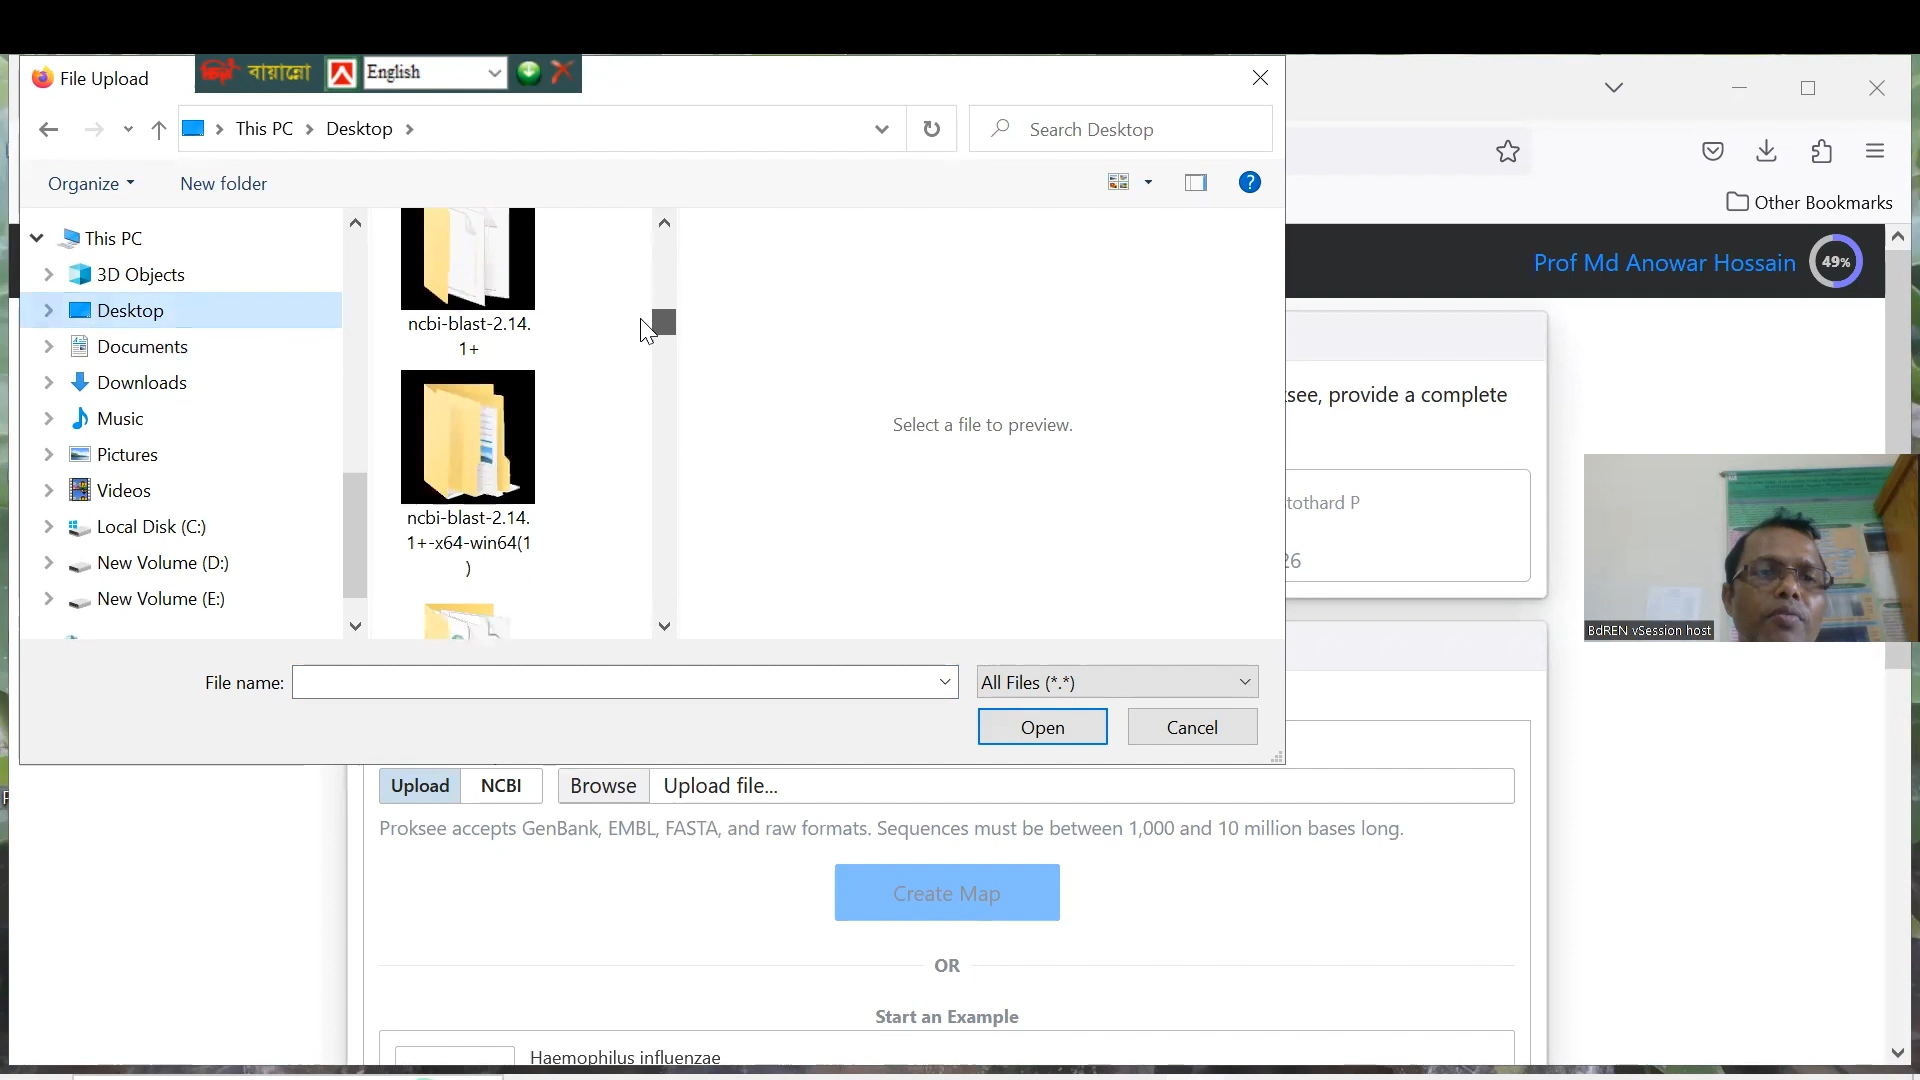 File Upload
বায়ান্নো
English
This PC
Desktop
Search Desktop
Organize
New folder
Other Bookmarks
This PC
3D Objects
Desktop
Documents
Downloads
Music
Pictures
Videos
Local Disk (C:)
New Volume (D:)
New Volume (E:)
ncbi-blast-2.14.
1+
ncbi-blast-2.14.
1+-x64-win64(1
)
Select a file to preview.
Prof Md Anowar Hossain
49%
see, provide a complete
tothard P
26
BdREN vSession host
File name:
All Files (*.*)
Open
Cancel
Upload
NCBI
Browse
Upload file...
Proksee accepts GenBank, EMBL, FASTA, and raw formats. Sequences must be between 1,000 and 10 million bases long.
Create Map
OR
Start an Example
Haemophilus influenzae